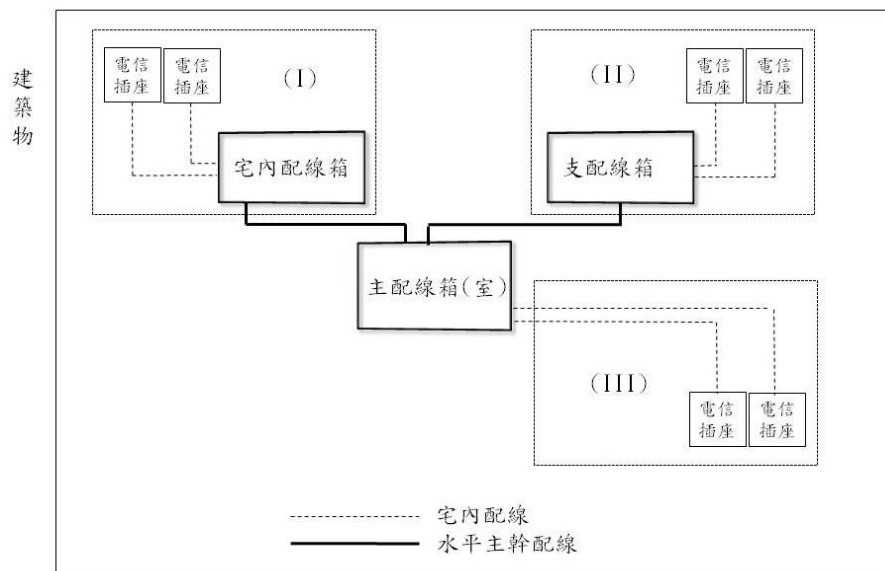 建築物
電信插座
電信插座
(I)
宅內配線箱
(II)
電信插座
電信插座
支配線箱
主配線箱(室)
(III)
電信插座
電信插座
宅內配線
水平主幹配線